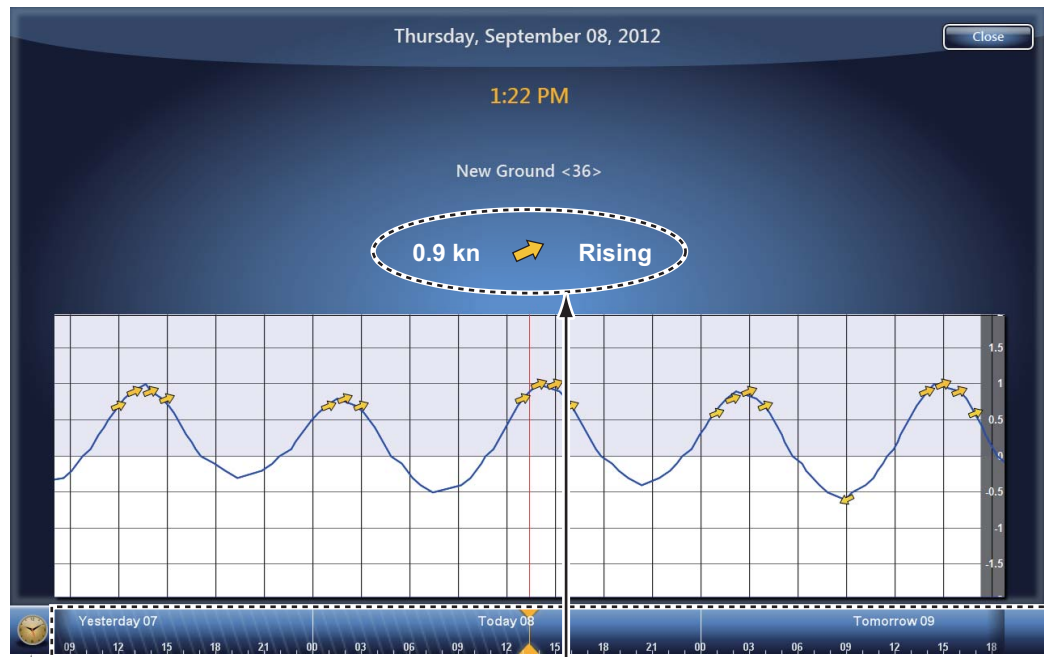 Thursday, September 08, 2012
Close
1:22 PM
New Ground <36>
0.9 kn Rising
1.5
1
0.5
0
-0.5
-1
-1.5
Yesterday 07 Today 08 Tomorrow 09
09 12 15 18 21 00 03 06 09 12 15 18 21 00 03 06 09 12 15 18